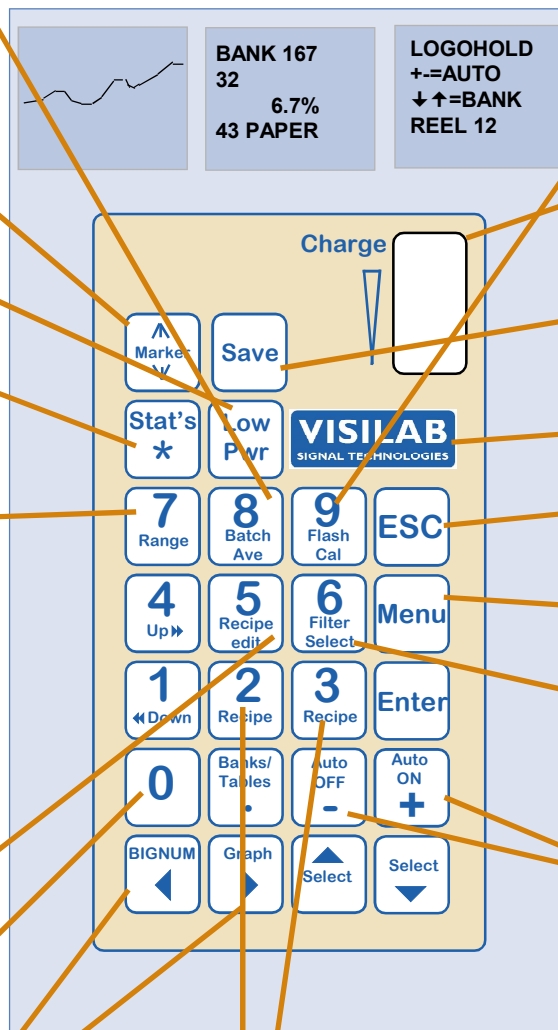 BANK 167
32
6.7%
43 PAPER
LOGOHOLD
+-=AUTO
↓↑=BANK
REEL 12
Charge
Marker
Save
Stat's
*
Low
Pwr
VISILAB
SIGNAL TECHNOLOGIES
7
Range
8
Batch
Ave
9
Flash
Cal
ESC
4
Up
5
Recipe
edit
6
Filter
Select
Menu
1
Down
2
Recipe
3
Recipe
Enter
0
Banks/
Tables
.
Auto
OFF
-
Auto
ON
+
BIGNUM
Graph
Select
Select